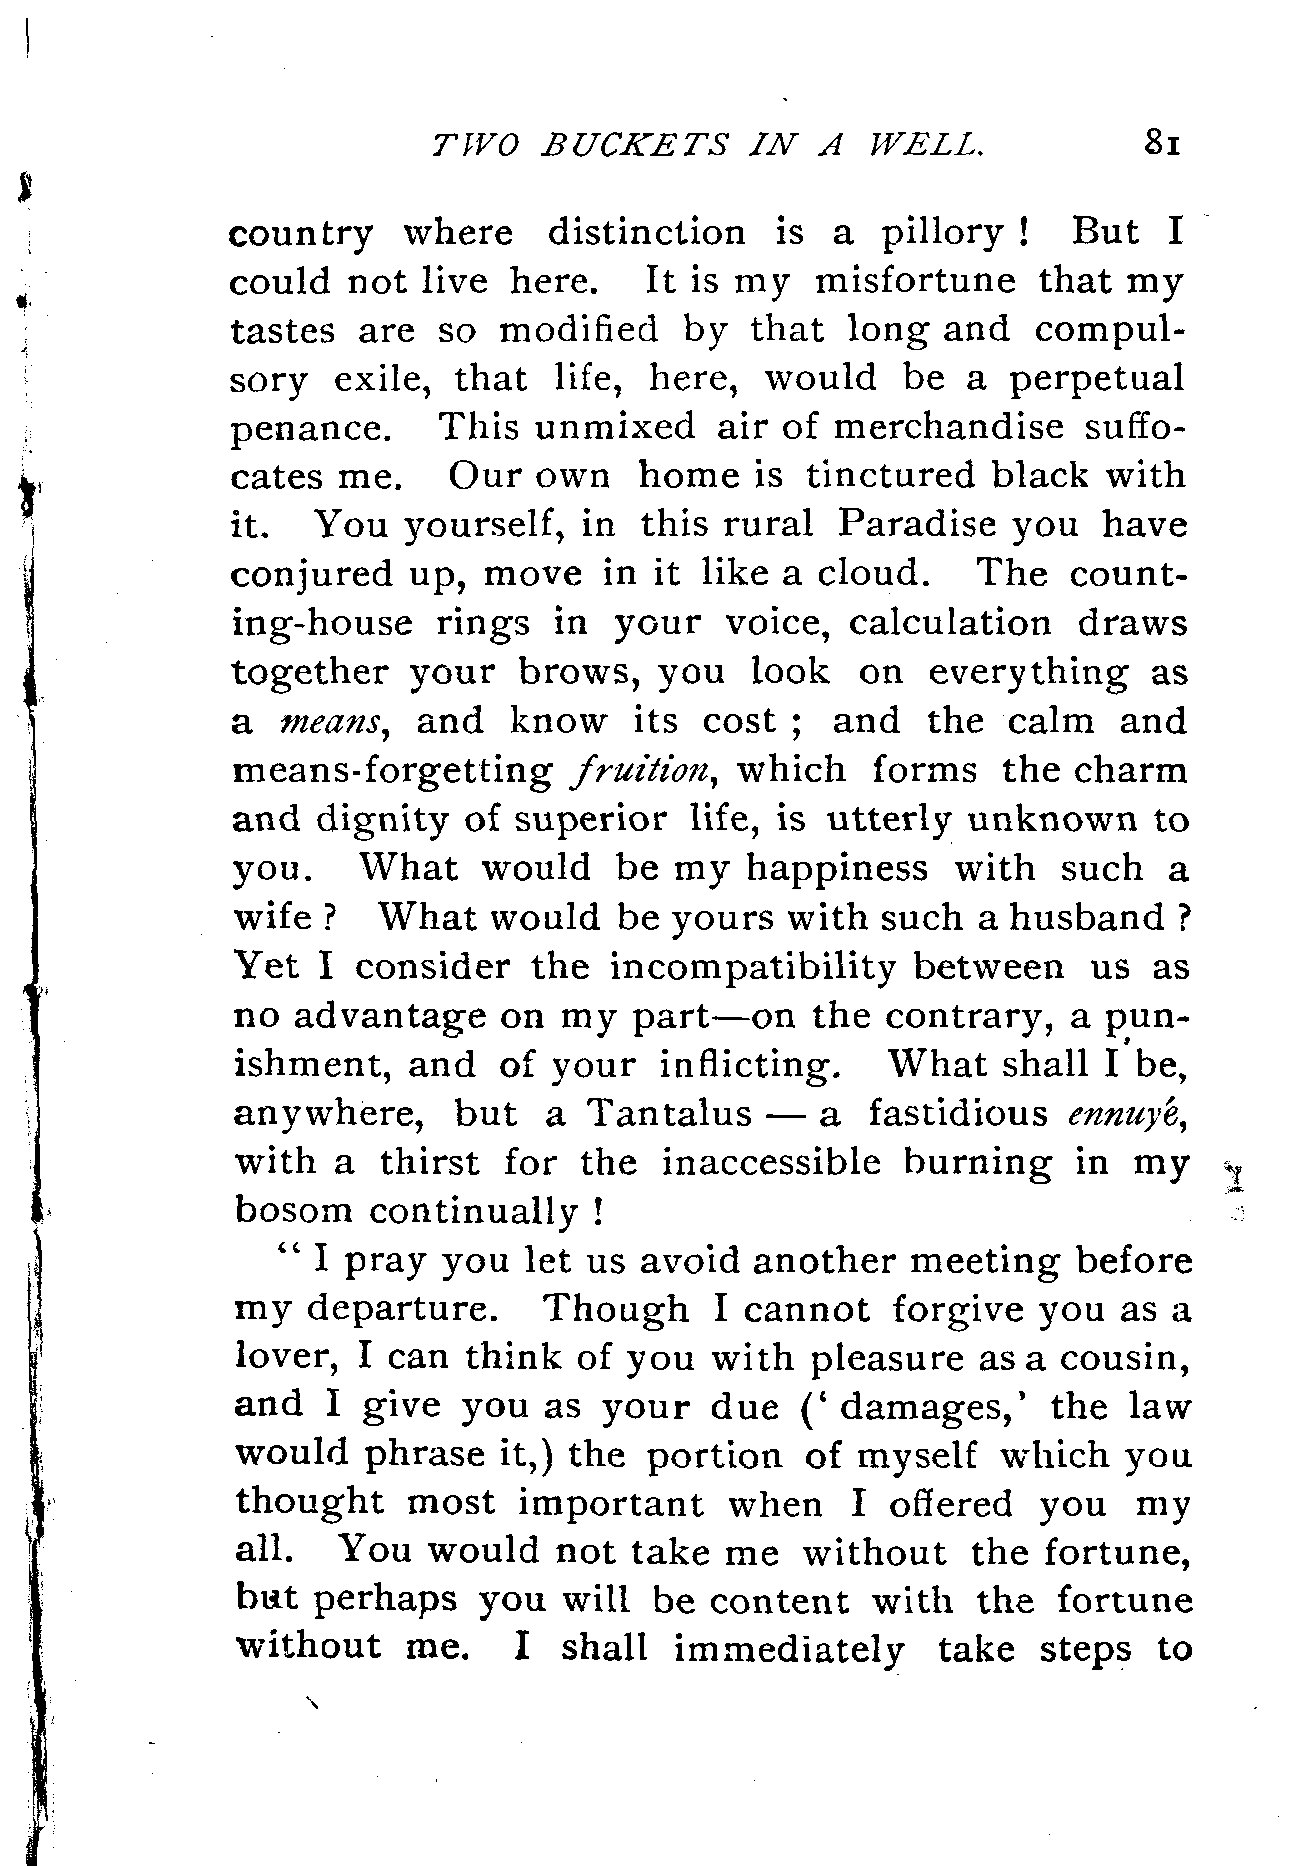 TWO BUCKETS IN A WELL. 81
country where distinction is a pillory ! But I
could not live here. It is my misfortune that my
tastes are so modified by that long and compul-
sory exile, that life, here, would be a perpetual
penance. This unmixed air of merchandise suffo-
cates me. Our own home is tinctured black with
it. You yourself, in this rural Paradise you have
conjured up, move in it like a cloud. The count-
ing-house rings in your voice, calculation draws
together your brows, you look on everything as
a means, and know its cost ; and the calm and
means-forgetting fruition, which forms the charm
and dignity of superior life, is utterly unknown to
you. What would be my happiness with such a
wife ? What would be yours with such a husband ?
Yet I consider the incompatibility between us as
no advantage on my part—on the contrary, a pun-
ishment, and of your inflicting. What shall I be,
anywhere, but a Tantalus — a fastidious ennuyé,
with a thirst for the inaccessible burning in my
bosom continually !
“ I pray you let us avoid another meeting before
my departure. Though I cannot forgive you as a
lover, I can think of you with pleasure as a cousin,
and I give you as your due (‘ damages,’ the law
would phrase it,) the portion of myself which you
thought most important when I offered you my
all. You would not take me without the fortune,
but perhaps you will be content with the fortune
without me. I shall immediately take steps to